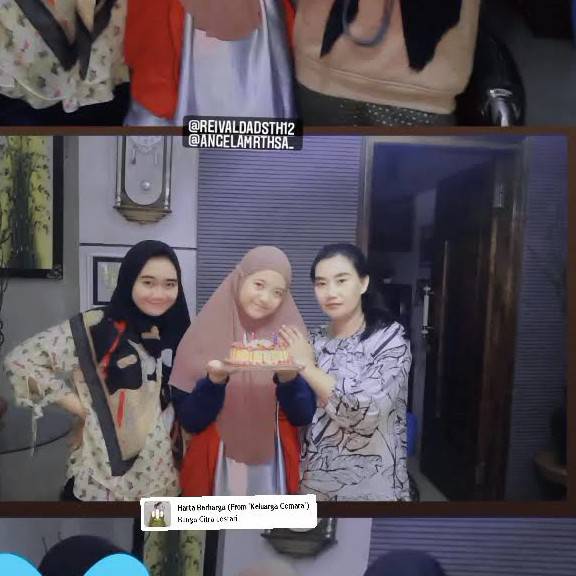 @REIVALDADSTH12
@ANGELAMRTHSA_
Harta Berharga (From "Keluarga Cemara")
Bunga Citra Lestari